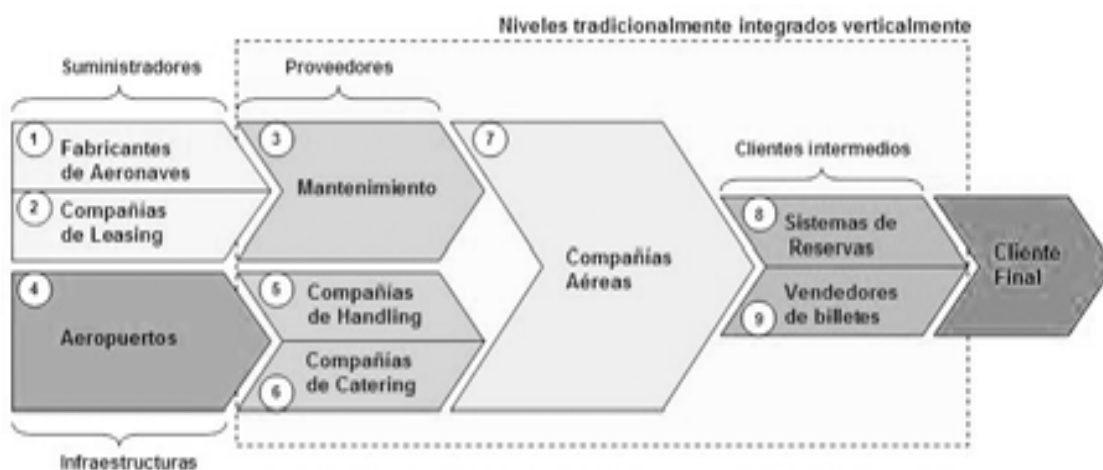 Niveles tradicionalmente integrados verticalmente
Suministradores
Proveedores
1
Fabricantes
de Aeronaves
2
Compañías
de Leasing
3
Mantenimiento
4
Aeropuertos
5
Compañías
de Handling
6
Compañías
de Catering
7
Compañías
Aéreas
Clientes intermedios
8
Sistemas de
Reservas
9
Vendedores
de billetes
Cliente
Final
Infraestructuras